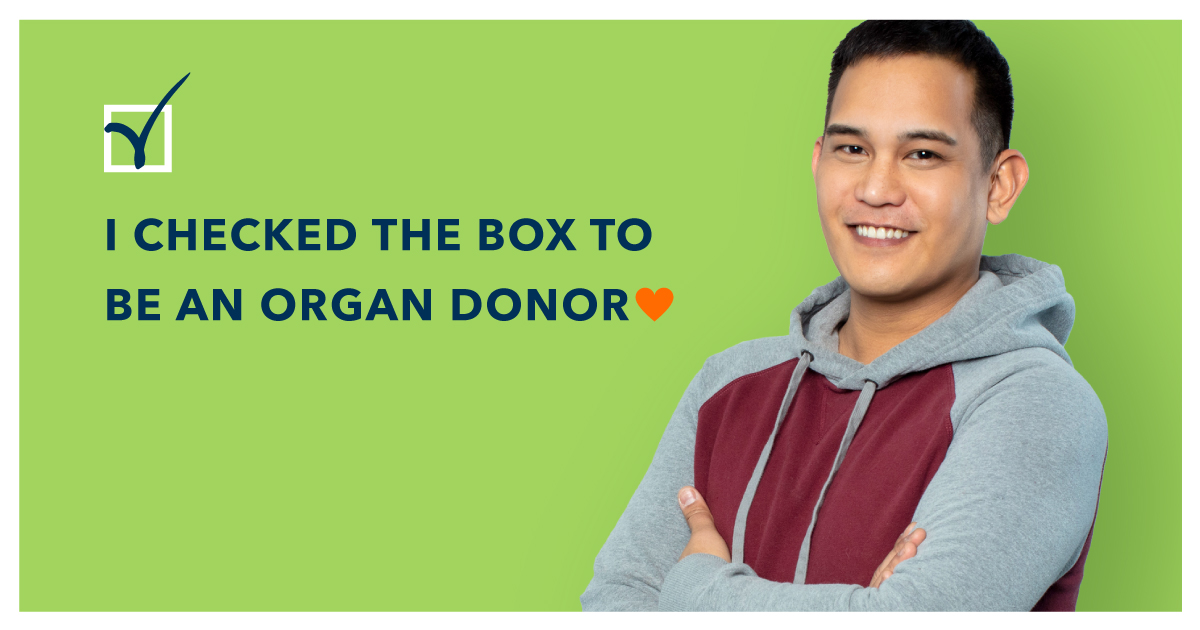 I CHECKED THE BOX TO
BE AN ORGAN DONOR